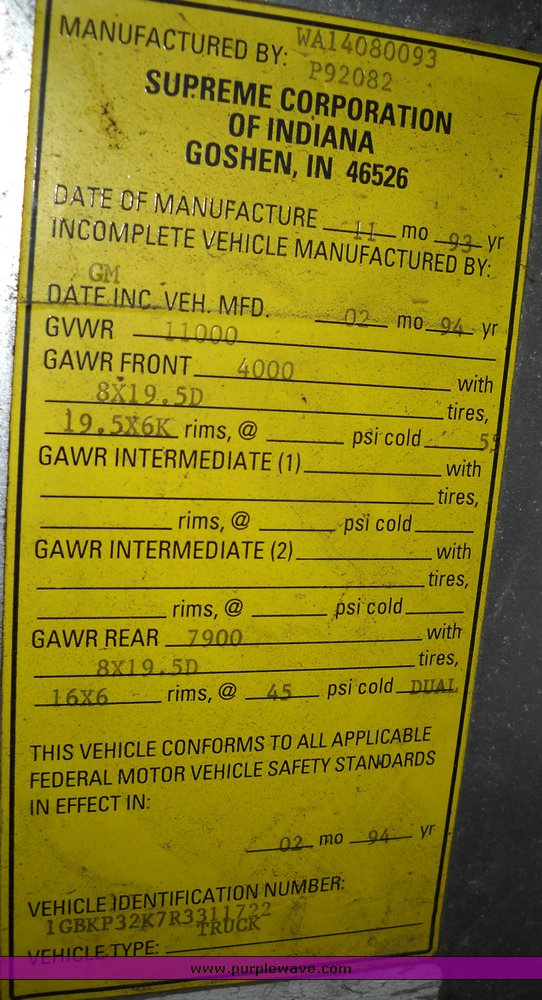 WA14080093
MANUFACTURED BY: P92082
SUPREME CORPORATION
OF INDIANA
GOSHEN, IN 46526
DATE OF MANUFACTURE 11 mo 93 yr
INCOMPLETE VEHICLE MANUFACTURED BY:
GM
DATE INC. VEH. MFD. 02 mo 94 yr
GVWR 11000
GAWR FRONT 4000 with
8X19.5D tires,
19.5X6K rims, @ psi cold 55
GAWR INTERMEDIATE (1) with
tires,
rims, @ psi cold
GAWR INTERMEDIATE (2) with
tires,
rims, @ psi cold
GAWR REAR 7900 with
8X19.5D tires,
16X6 rims, @ 45 psi cold DUAL
THIS VEHICLE CONFORMS TO ALL APPLICABLE
FEDERAL MOTOR VEHICLE SAFETY STANDARDS
IN EFFECT IN:
02 mo 94 yr
VEHICLE IDENTIFICATION NUMBER:
1GBKP32K7R3311722
VEHICLE TYPE: TRUCK
www.purplewave.com